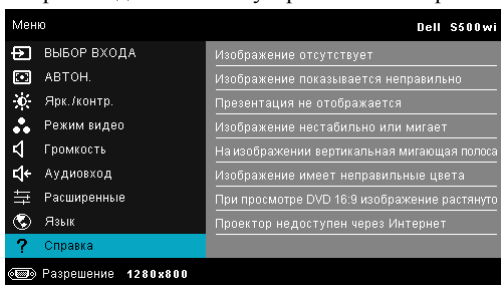 Меню
Dell S500wi
ВЫБОР ВХОДА
АВТОН.
Ярк./контр.
Режим видео
Громкость
Аудиовход
Расширенные
Язык
? Справка
Изображение отсутствует
Изображение показывается неправильно
Презентация не отображается
Изображение нестабильно или мигает
На изображении вертикальная мигающая полоса
Изображение имеет неправильные цвета
При просмотре DVD 16:9 изображение растянуто
Проектор недоступен через Интернет
Разрешение 1280x800